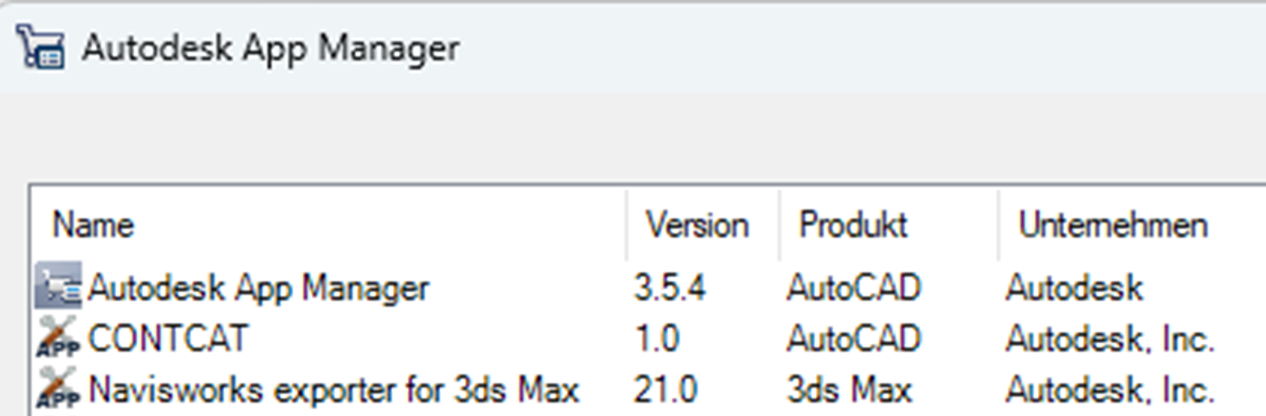 Autodesk App Manager
Name Version Produkt Unternehmen
Autodesk App Manager 3.5.4 AutoCAD Autodesk
APP CONTCAT 1.0 AutoCAD Autodesk, Inc.
APP Navisworks exporter for 3ds Max 21.0 3ds Max Autodesk, Inc.